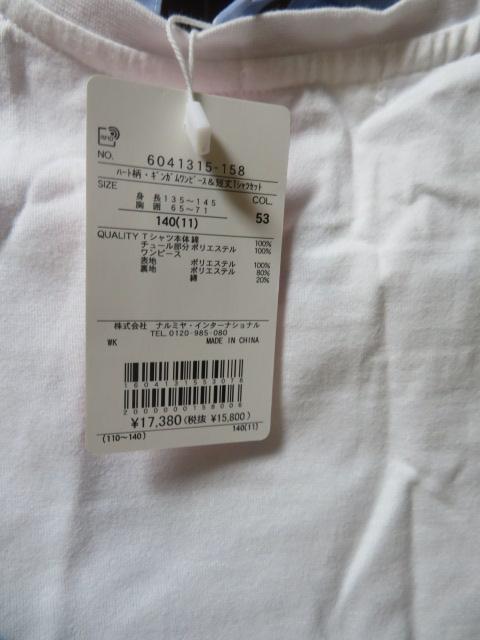 RFID
NO. 6041315-158
ハート柄・ギンガムワンピース&短丈Tシャツセット
SIZE COL.
身 長 135~145
胸 囲 65~71
140(11) 53
QUALITY Tシャツ本体 綿 100%
チュール部分 ポリエステル 100%
ワンピース
表地 ポリエステル 100%
裏地 ポリエステル 80%
綿 20%
株式会社 ナルミヤ・インターナショナル
TEL.0120-985-080
WK MADE IN CHINA
1604131553078
2000000158006
¥17,380(税抜 ¥15,800)
(110~140) 140(11)